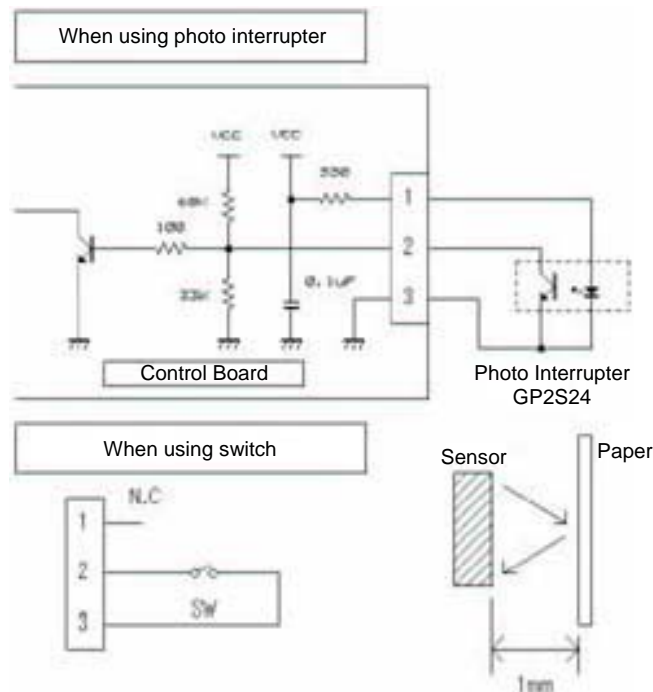 When using photo interrupter
VCC VCC
330
68K
1
100
2
33K
0.1uF
3
Control Board
Photo Interrupter
GP2S24
When using switch
Sensor
Paper
N.C
1
2
SW
3
1mm